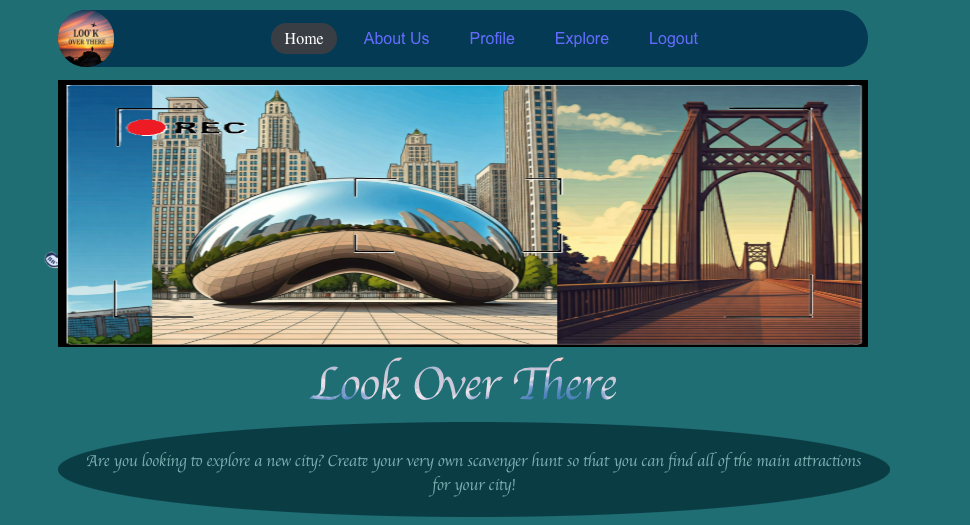 LOOK
OVER THERE
Home About Us Profile Explore Logout
REC
Look Over There
Are you looking to explore a new city? Create your very own scavenger hunt so that you can find all of the main attractions
for your city!